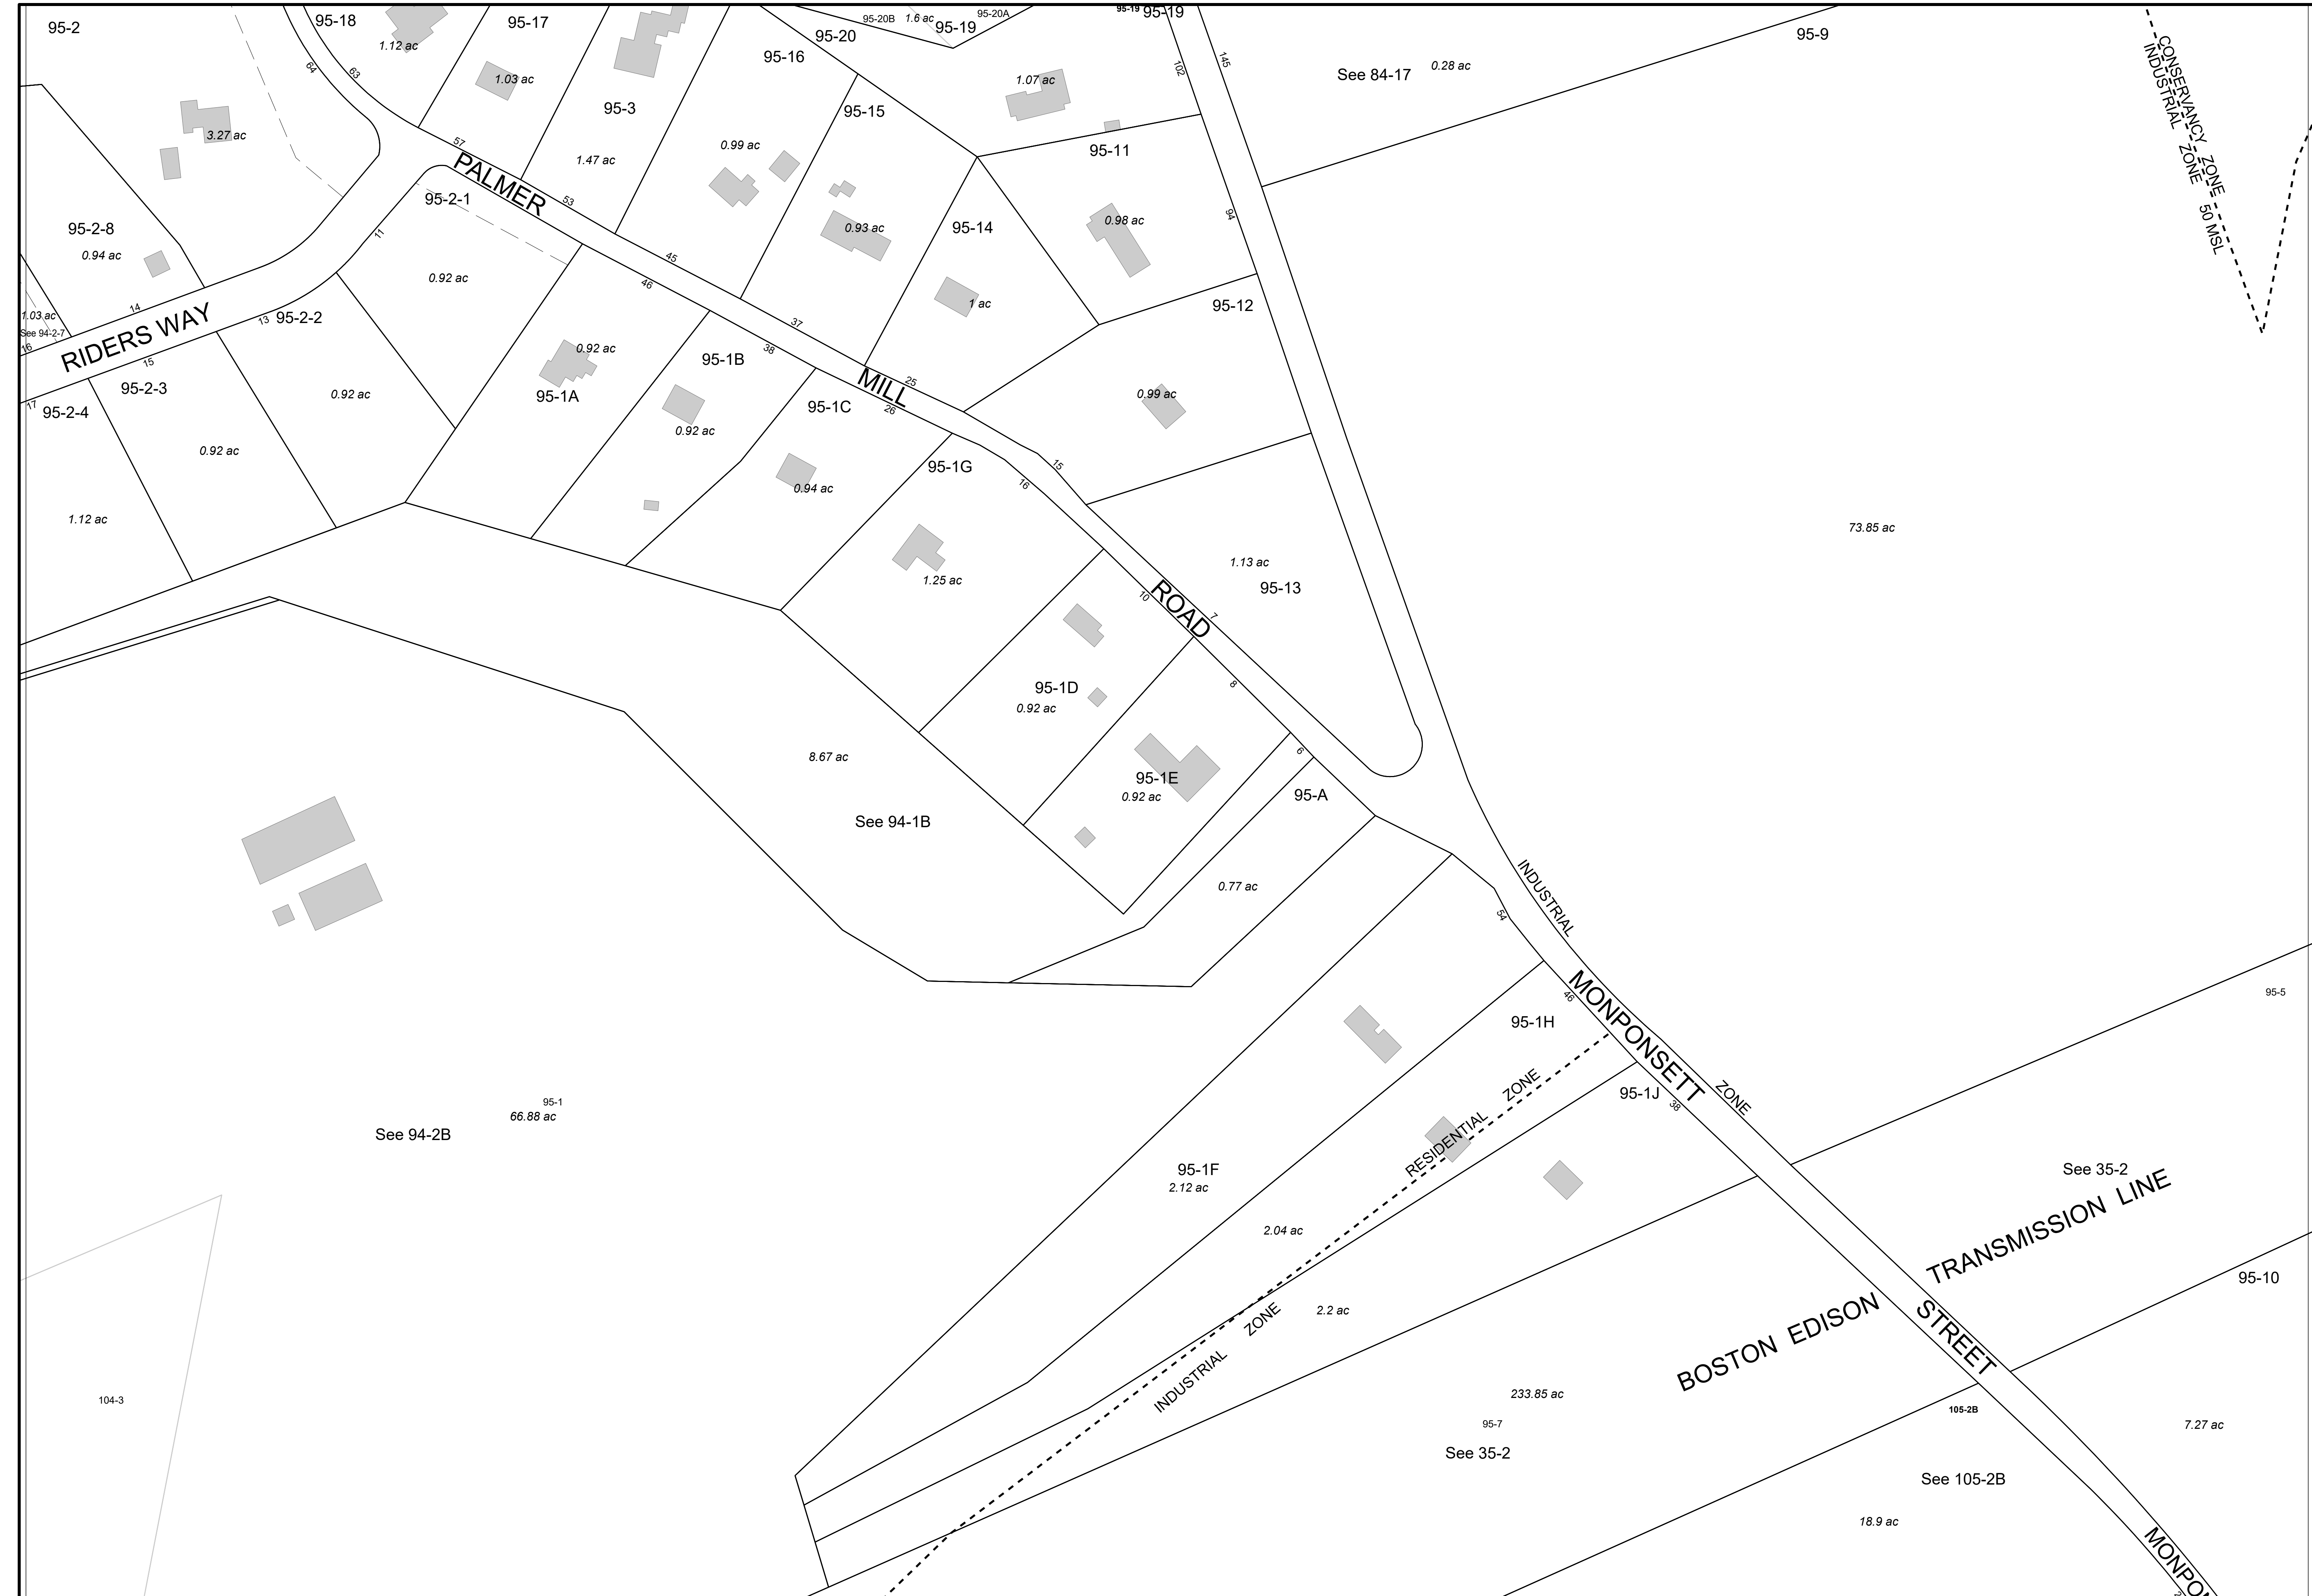 95-2
95-18
95-17
95-20B
1.6 ac
95-20A
95-19
95-19
95-19
95-20
95-9
1.12 ac
64
63
1.03 ac
95-3
95-16
1.07 ac
102
145
See 84-17
0.28 ac
CONSERVANCY ZONE
INDUSTRIAL ZONE
50 MSL
3.27 ac
57
PALMER
1.47 ac
0.99 ac
95-15
95-11
95-2-1
53
0.93 ac
95-14
0.98 ac
94
95-2-8
0.94 ac
11
45
46
0.92 ac
1 ac
95-12
1.03 ac
See 94-2-7
16
14
RIDERS WAY
13
95-2-2
37
38
0.92 ac
95-1B
MILL
25
26
15
95-2-3
17
95-2-4
0.92 ac
95-1A
95-1C
0.99 ac
0.92 ac
0.92 ac
95-1G
15
16
0.94 ac
1.12 ac
73.85 ac
1.25 ac
1.13 ac
95-13
10
ROAD
7
95-1D
0.92 ac
8
8.67 ac
6
95-1E
0.92 ac
95-A
See 94-1B
0.77 ac
INDUSTRIAL
54
46
MONPONSETT
95-5
95-1H
95-1
66.88 ac
See 94-2B
RESIDENTIAL ZONE
95-1J
38
ZONE
95-1F
2.12 ac
See 35-2
TRANSMISSION LINE
2.04 ac
95-10
INDUSTRIAL ZONE
2.2 ac
BOSTON EDISON
STREET
104-3
233.85 ac
95-7
See 35-2
105-2B
7.27 ac
See 105-2B
18.9 ac
MONPON